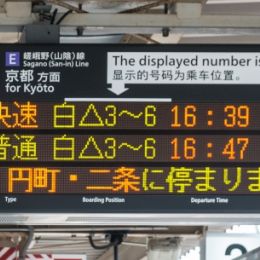 E 嵯峨野(山陰)線
Sagano (San-in) Line
京都 方面
for Kyōto
The displayed number is
显示的号码为乘车位置。
快速 白△3〜6 16:39
普通 白△3〜6 16:47
円町・二条に停まりま
Type Boarding Position Departure Time
2